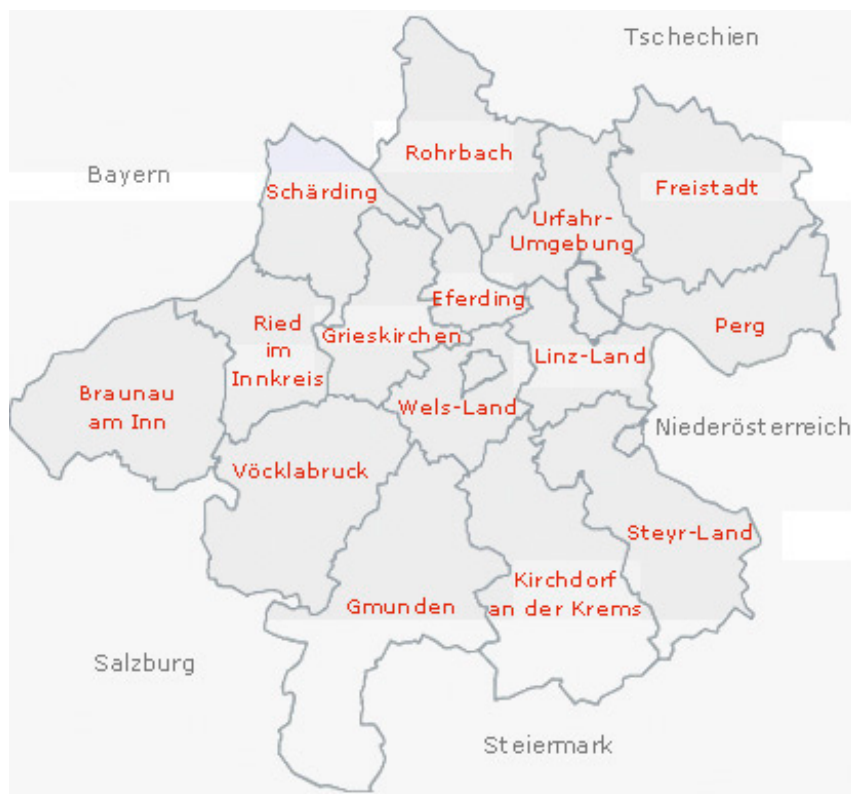 Tschechien
Rohrbach
Bayern
Schärding
Freistadt
Urfahr-
Umgebung
Eferding
Ried
im
Innkreis
Grieskirchen
Perg
Linz-Land
Braunau
am Inn
Wels-Land
Niederösterreich
Vöcklabruck
Steyr-Land
Kirchdorf
an der Krems
Gmunden
Salzburg
Steiermark